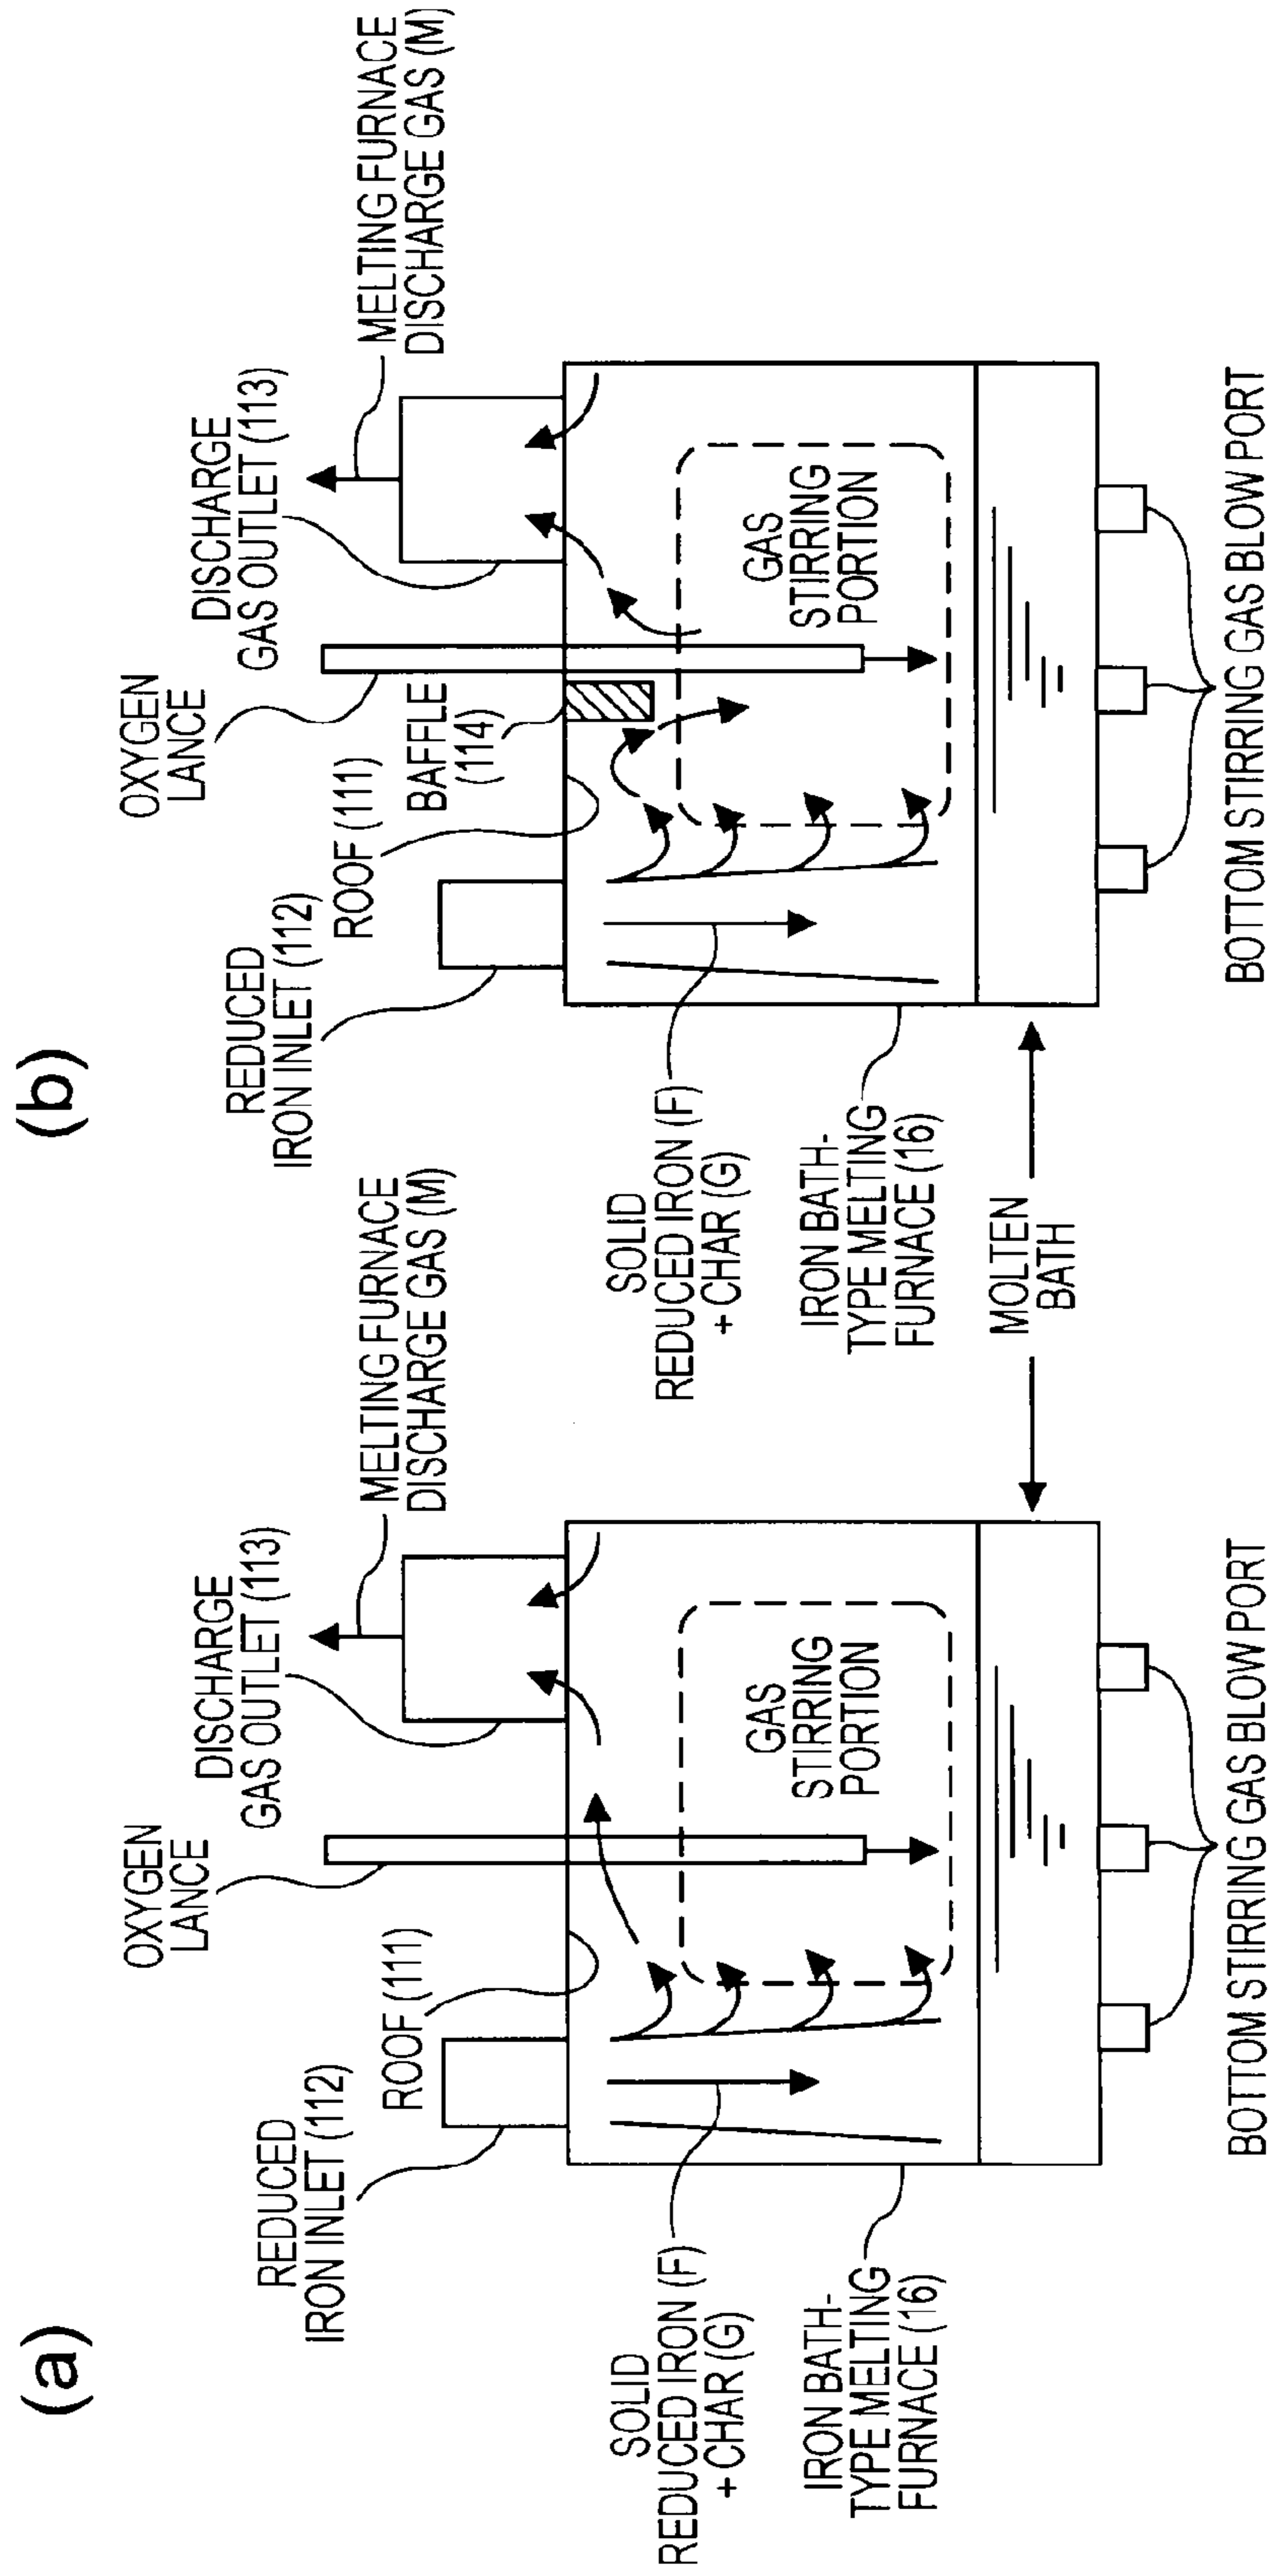 (a)
OXYGEN
LANCE
DISCHARGE
GAS OUTLET (113)
MELTING FURNACE
DISCHARGE GAS (M)
REDUCED
IRON INLET (112)
ROOF (111)
SOLID
REDUCED IRON (F)
+ CHAR (G)
GAS
STIRRING
PORTION
IRON BATH-
TYPE MELTING
FURNACE (16)
BOTTOM STIRRING GAS BLOW PORT
MOLTEN
BATH
(b)
OXYGEN
LANCE
DISCHARGE
GAS OUTLET (113)
MELTING FURNACE
DISCHARGE GAS (M)
REDUCED
IRON INLET (112)
ROOF (111)
BAFFLE
(114)
SOLID
REDUCED IRON (F)
+ CHAR (G)
GAS
STIRRING
PORTION
IRON BATH-
TYPE MELTING
FURNACE (16)
BOTTOM STIRRING GAS BLOW PORT